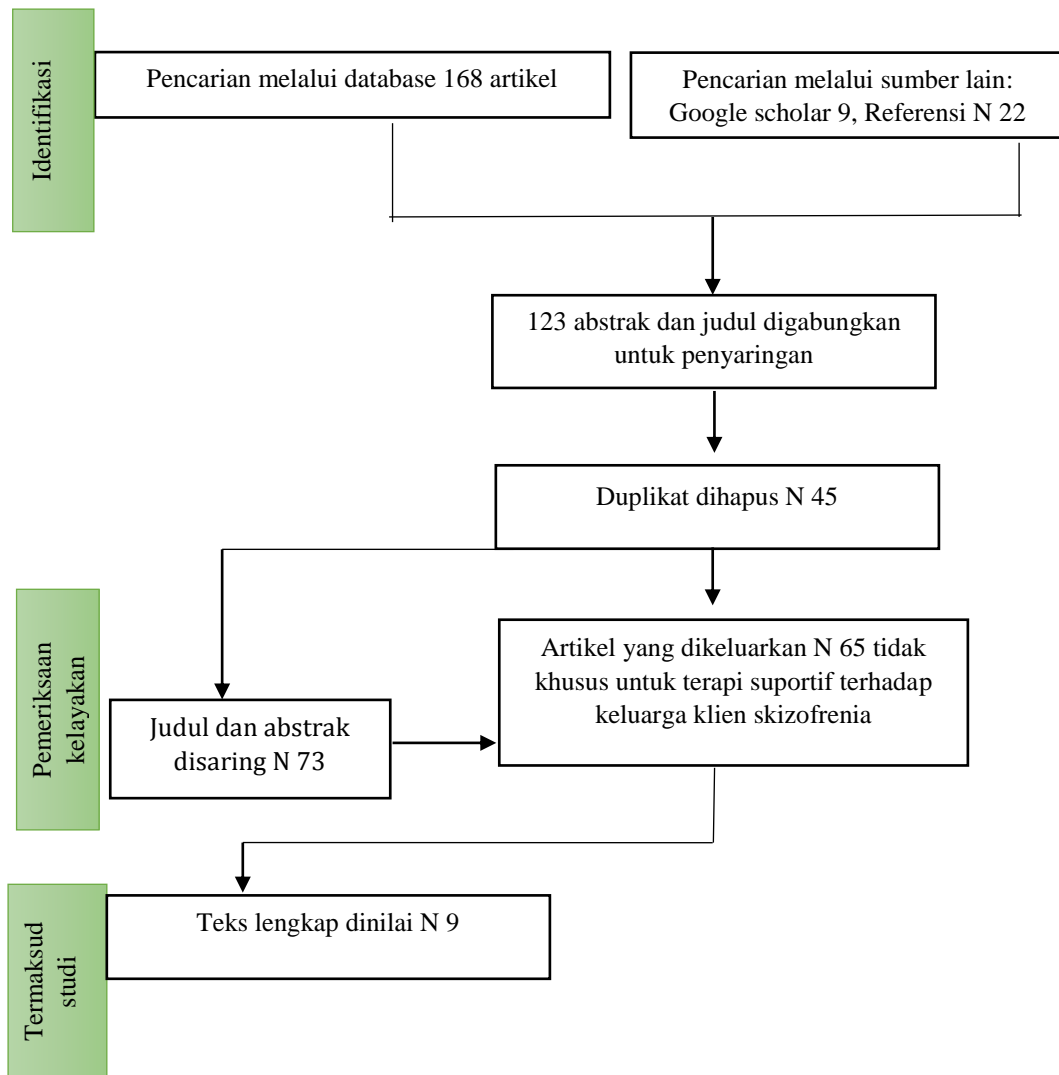 Identifikasi
Pencarian melalui database 168 artikel
Pencarian melalui sumber lain:
Google scholar 9, Referensi N 22
123 abstrak dan judul digabungkan
untuk penyaringan
Duplikat dihapus N 45
Pemeriksaan
kelayakan
Judul dan abstrak
disaring N 73
Artikel yang dikeluarkan N 65 tidak
khusus untuk terapi suportif terhadap
keluarga klien skizofrenia
Termaksud
studi
Teks lengkap dinilai N 9